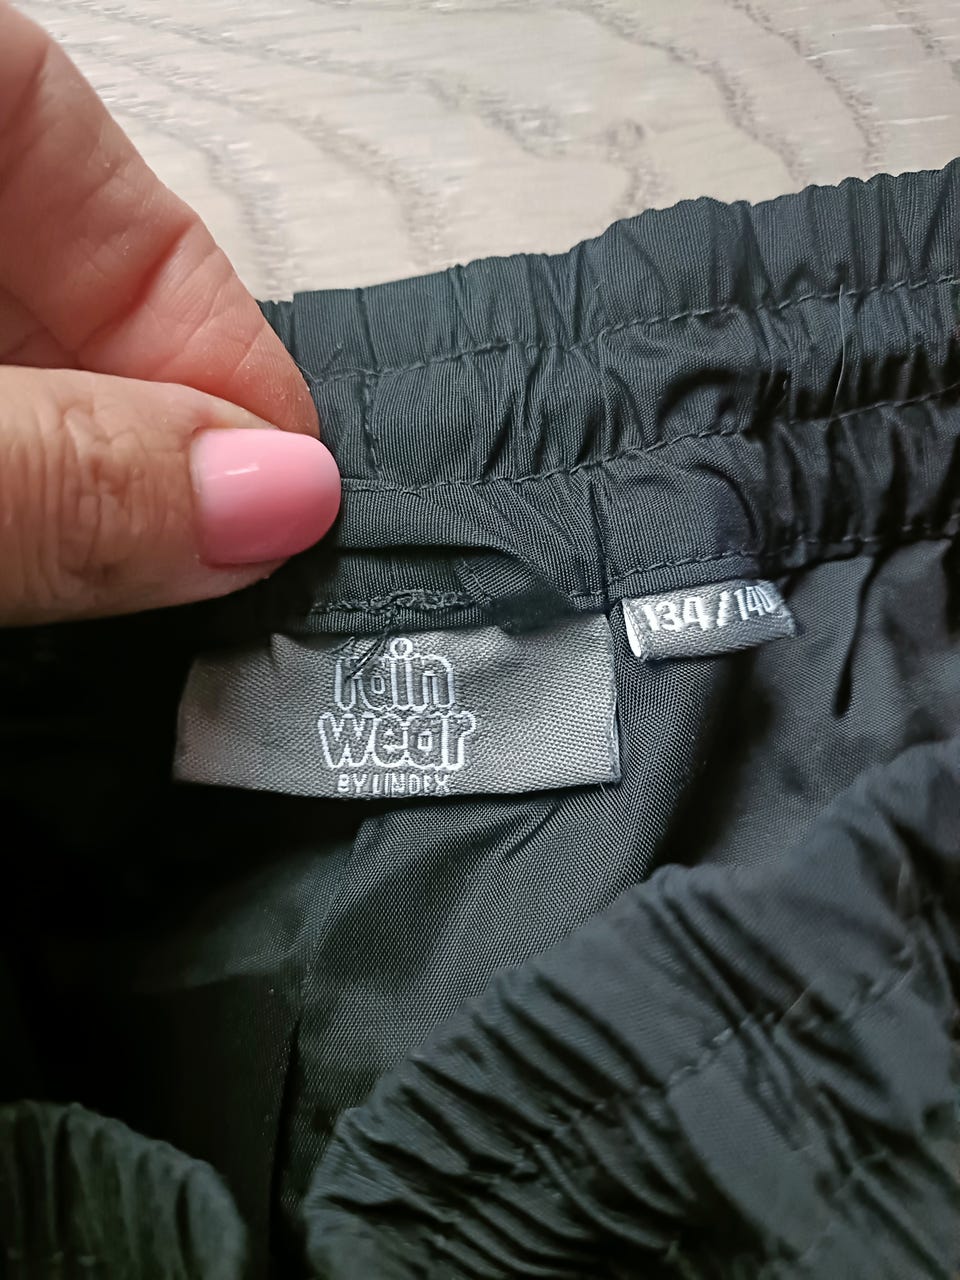 rain
wear
BY LINDEX
134/140